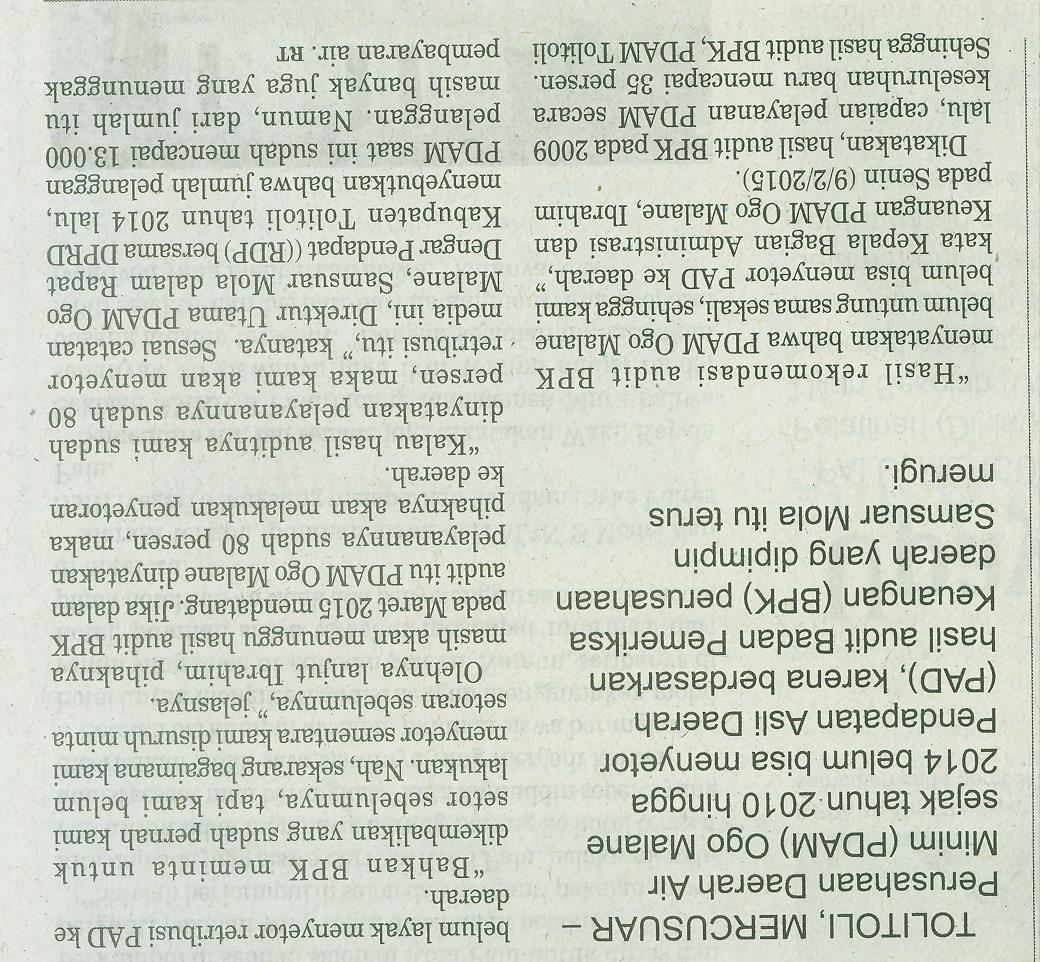 TOLITOLI, MERCUSUAR –
Perusahaan Daerah Air
Minim (PDAM) Ogo Malane
sejak tahun 2010 hingga
2014 belum bisa menyetor
Pendapatan Asli Daerah
(PAD), karena berdasarkan
hasil audit Badan Pemeriksa
Keuangan (BPK) perusahaan
daerah yang dipipnpin
Samsuar Mola itu terus
merugi.
“Hasil rekomendasi audit BPK
menyatakan bahwa PDAM Ogo Malane
belum untung sama sekali, sehingga kami
belum bisa menyetor PAD ke daerah,”
kata Kepala Bagian Administrasi dan
Keuangan PDAM Ogo Malane, Ibrahim
pada Senin (9/2/2015).
Dikatakan, hasil audit BPK pada 2009
lalu, capaian pelayanan PDAM secara
keseluruhan baru mencapai 35 persen.
Sehingga hasil audit BPK, PDAM Tolitoli
belum layak menyetor retribusi PAD ke
daerah.
“Bahkan BPK meminta untuk
dikembalikan yang sudah pernah kami
setor sebelumnya, tapi kami belum
lakukan. Nah, sekarang bagaimana kami
menyetor sementara kami disuruh minta
setoran sebelumnya,” jelasnya.
Olehnya lanjut Ibrahim, pihaknya
masih akan menunggu hasil audit BPK
pada Maret 2015 mendatang. Jika dalam
audit itu PDAM Ogo Malane dinyatakan
pelayanannya sudah 80 persen, maka
pihaknya akan melakukan penyetoran
ke daerah.
“Kalau hasil auditnya kami sudah
dinyatakan pelayanannya sudah 80
persen, maka kami akan menyetor
retribusi itu,” katanya. Sesuai catatan
media ini, Direktur Utama PDAM Ogo
Malane, Samsuar Mola dalam Rapat
Dengar Pendapat ((RDP) bersama DPRD
Kabupaten Tolitoli tahun 2014 lalu,
menyebutkan bahwa jumlah pelanggan
PDAM saat ini sudah mencapai 13.000
pelanggan. Namun, dari jumlah itu
masih banyak juga yang menunggak
pembayaran air. RT